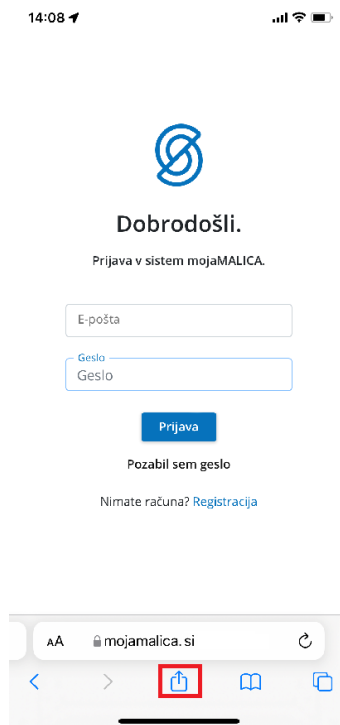 14:08
Dobrodošli.
Prijava v sistem mojaMALICA.
E-pošta
Geslo
Geslo
Prijava
Pozabil sem geslo
Nimate računa? Registracija
AA mojamalica.si